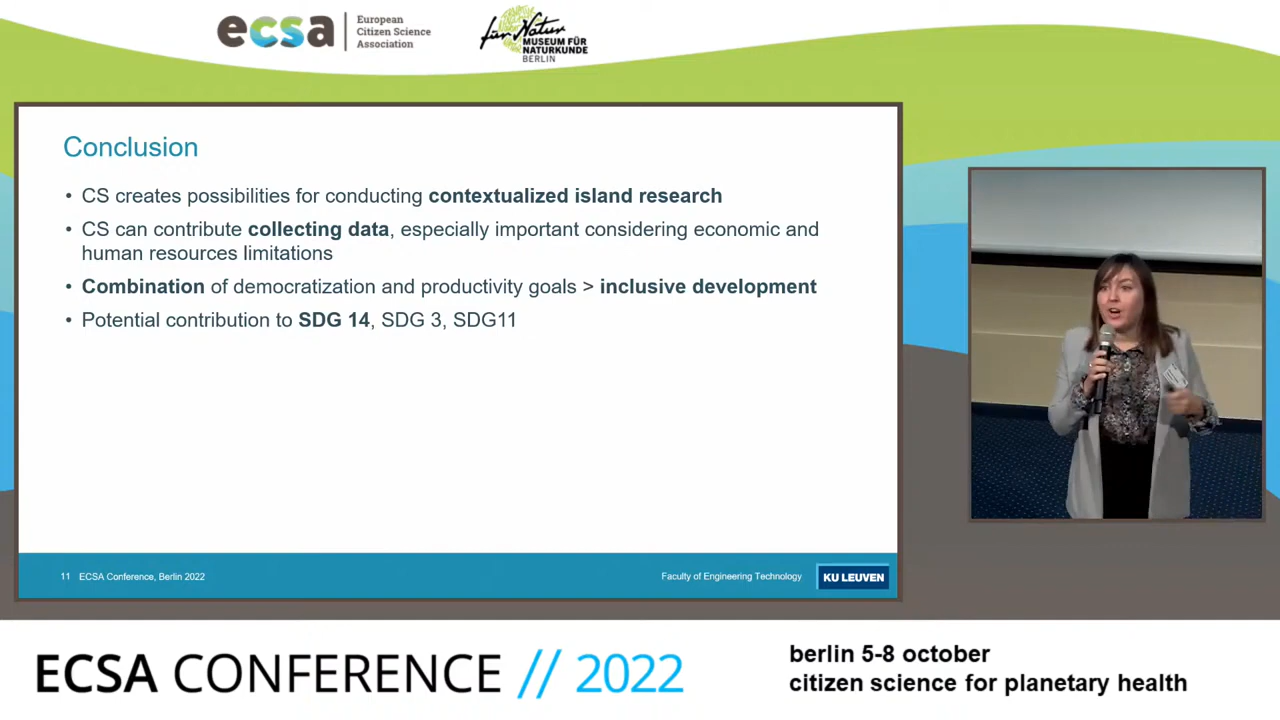 ecsa
European
Citizen Science
Association
für Natur
MUSEUM FÜR
NATURKUNDE
BERLIN
Conclusion
• CS creates possibilities for conducting contextualized island research
• CS can contribute collecting data, especially important considering economic and
human resources limitations
• Combination of democratization and productivity goals > inclusive development
• Potential contribution to SDG 14, SDG 3, SDG11
11 ECSA Conference, Berlin 2022
Faculty of Engineering Technology
KU LEUVEN
ECSA CONFERENCE // 2022
berlin 5-8 october
citizen science for planetary health